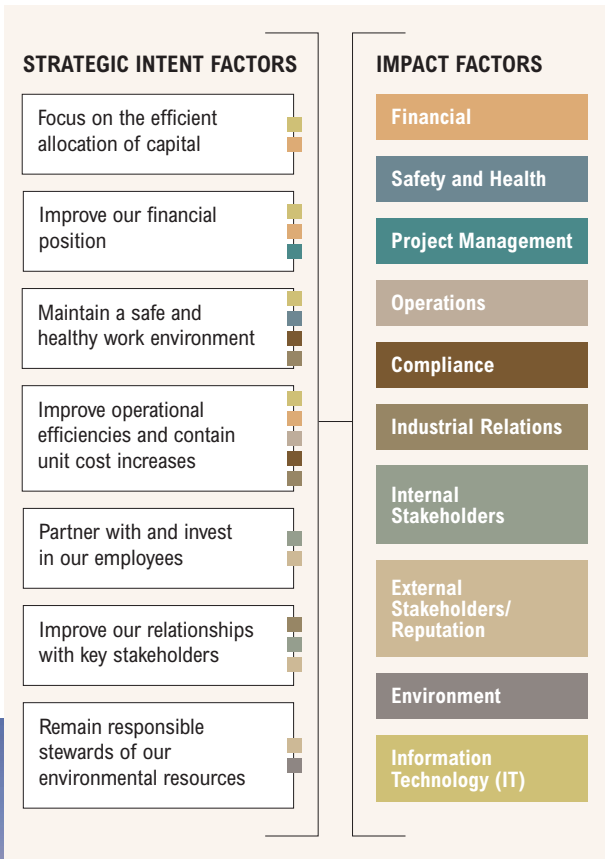 STRATEGIC INTENT FACTORS
Focus on the efficient
allocation of capital
Improve our financial
position
Maintain a safe and
healthy work environment
Improve operational
efficiencies and contain
unit cost increases
Partner with and invest
in our employees
Improve our relationships
with key stakeholders
Remain responsible
stewards of our
environmental resources
IMPACT FACTORS
Financial
Safety and Health
Project Management
Operations
Compliance
Industrial Relations
Internal
Stakeholders
External
Stakeholders/
Reputation
Environment
Information
Technology (IT)